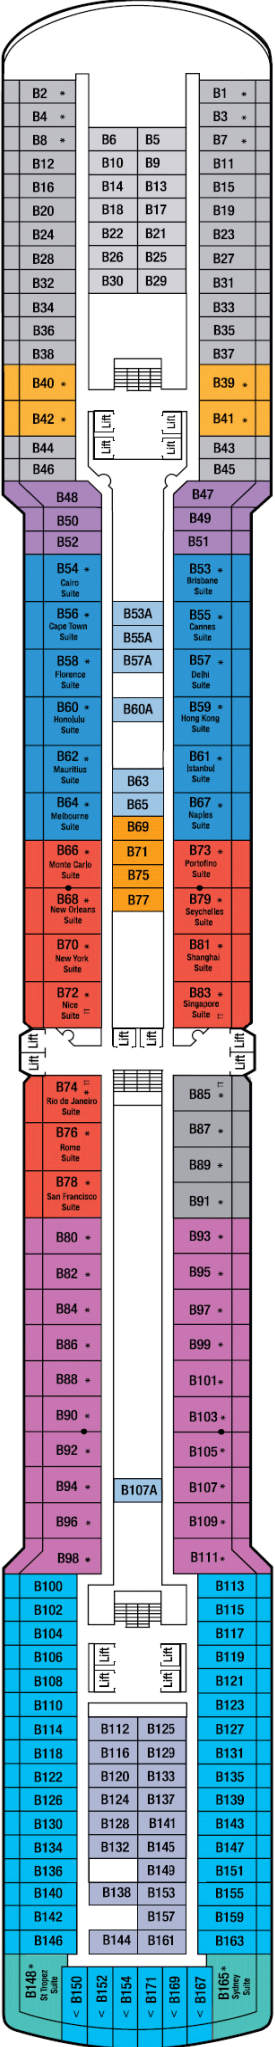 B2 * B1 *
B4 * B3 *
B8 * B6 B5 B7 *
B12 B10 B9 B11
B16 B14 B13 B15
B20 B18 B17 B19
B24 B22 B21 B23
B28 B26 B25 B27
B32 B30 B29 B31
B34 B33
B36 B35
B38 B37
B40 * B39 *
B42 * Lift Lift B41 *
B44 Lift Lift B43
B46 B45
B48 B47
B50 B49
B52 B51
B54 * B53 *
Cairo Brisbane
Suite Suite
B56 * B53A B55 *
Cape Town Cannes
Suite B55A Suite
B58 * B57A B57 *
Florence Delhi
Suite Suite
B60 * B60A B59 *
Honolulu Hong Kong
Suite Suite
B62 * B61 *
Mauritius Istanbul
Suite B63 Suite
B64 * B65 B67 *
Melbourne Naples
Suite B69 Suite
B66 * B71 B73 *
Monte Carlo Portofino
Suite B75 Suite
B68 * B77 B79 *
New Orleans Seychelles
Suite Suite
B70 * B81 *
New York Shanghai
Suite Suite
B72 * B83 *
Nice Singapore
Suite Suite
Lift Lift Lift Lift
Lift Lift
B74 * B85 *
Rio de Janeiro
Suite
B76 * B87 *
Rome
Suite B89 *
B78 *
San Francisco B91 *
Suite
B80 * B93 *
B82 * B95 *
B84 * B97 *
B86 * B99 *
B88 * B101 *
B90 * B103 *
B92 * B105 *
B94 * B107A B107 *
B96 * B109 *
B98 * B111 *
B100 B113
B102 B115
B104 B117
B106 Lift Lift B119
B108 Lift Lift B121
B110 B123
B114 B112 B125 B127
B118 B116 B129 B131
B122 B120 B133 B135
B126 B124 B137 B139
B130 B128 B141 B143
B134 B132 B145 B147
B136 B149 B151
B140 B138 B153 B155
B142 B157 B159
B146 B144 B161 B163
B148 *
St Tropez
Suite
< B150
< B152
< B154
< B171
< B169
< B167
B165 *
Sydney
Suite